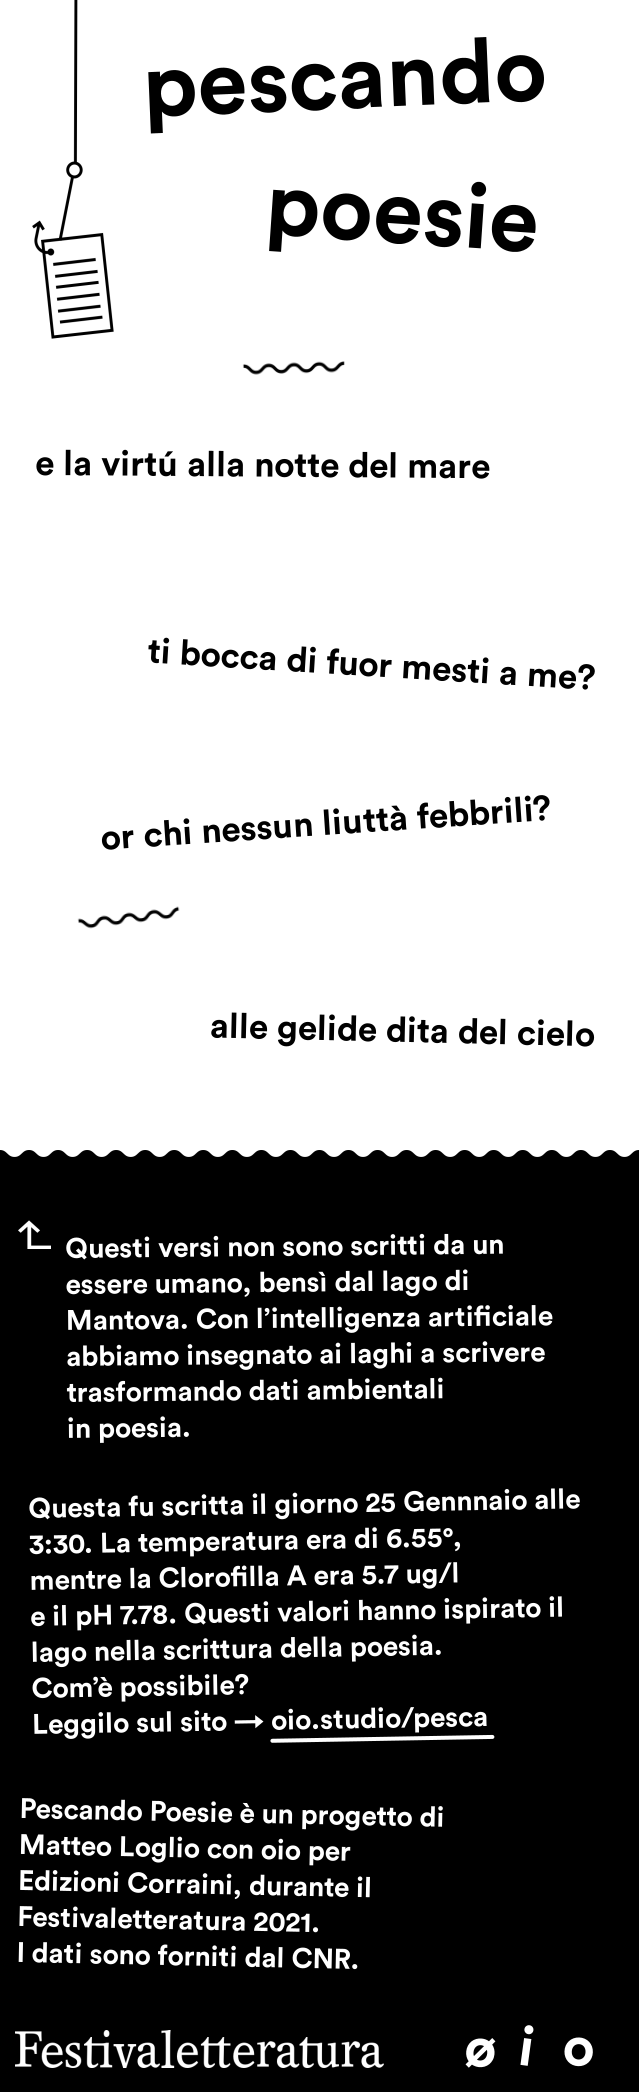 pescando
poesie
e la virtú alla notte del mare
ti bocca di fuor mesti a me?
or chi nessun liuttà febbrili?
alle gelide dita del cielo
Questi versi non sono scritti da un
essere umano, bensì dal lago di
Mantova. Con l’intelligenza artificiale
abbiamo insegnato ai laghi a scrivere
trasformando dati ambientali
in poesia.
Questa fu scritta il giorno 25 Gennnaio alle
3:30. La temperatura era di 6.55°,
mentre la Clorofilla A era 5.7 ug/l
e il pH 7.78. Questi valori hanno ispirato il
lago nella scrittura della poesia.
Com’è possibile?
Leggilo sul sito → oio.studio/pesca
Pescando Poesie è un progetto di
Matteo Loglio con oio per
Edizioni Corraini, durante il
Festivaletteratura 2021.
I dati sono forniti dal CNR.
Festivaletteratura ø i o